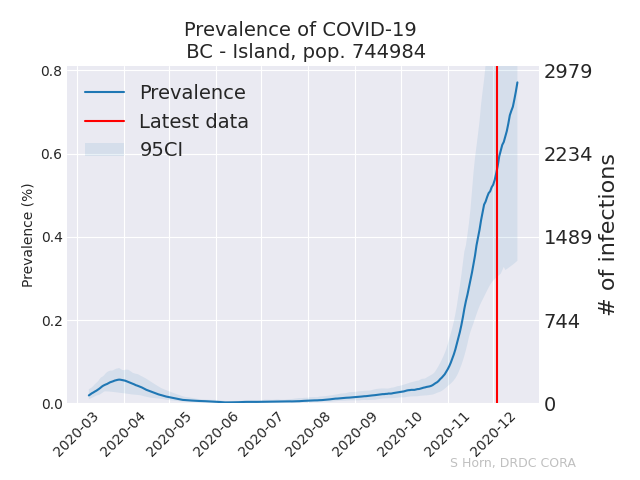 Prevalence of COVID-19
BC - Island, pop. 744984
Prevalence
Latest data
95CI
Prevalence (%)
0.8
0.6
0.4
0.2
0.0
2979
2234
1489
744
0
# of infections
2020-03
2020-04
2020-05
2020-06
2020-07
2020-08
2020-09
2020-10
2020-11
2020-12
S Horn, DRDC CORA